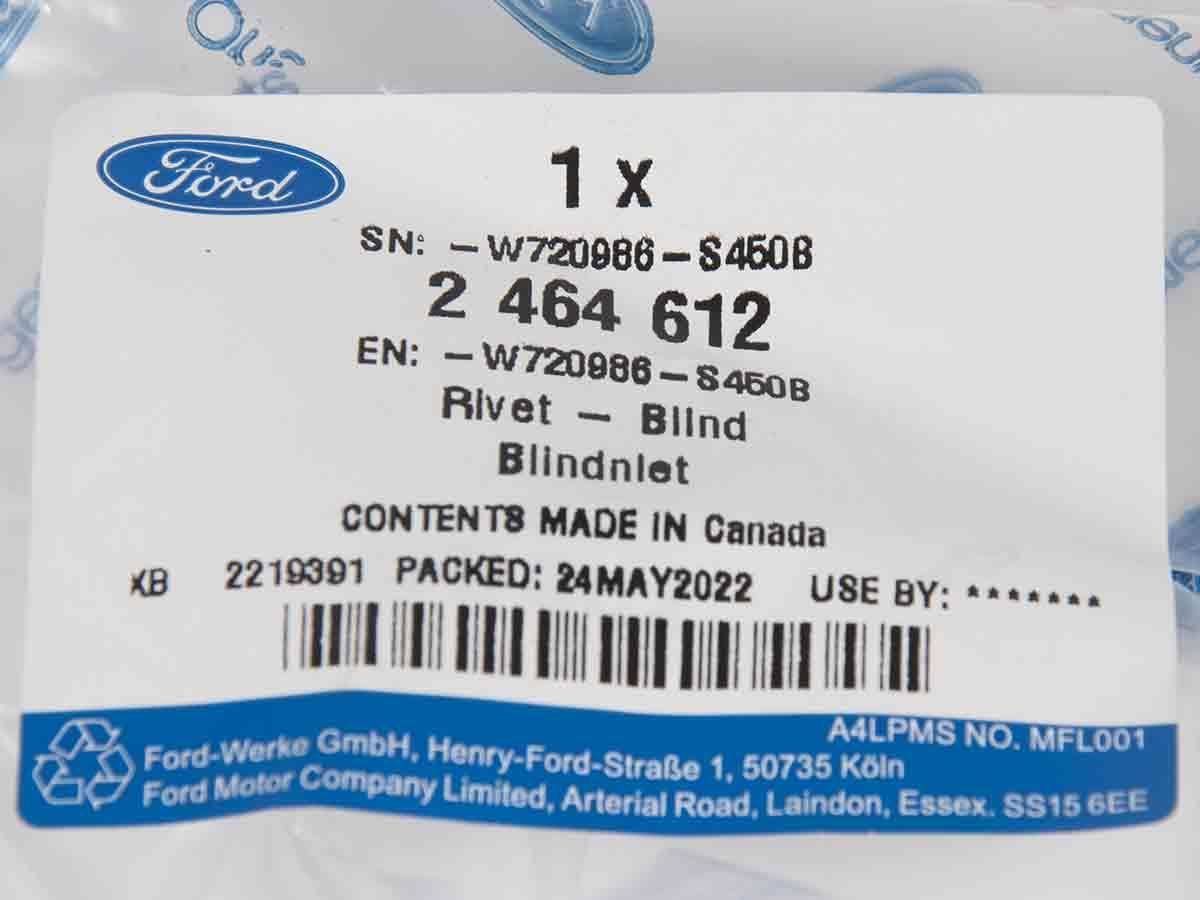 Ford
1 x
SN: -W720986-S450B
2 464 612
EN: -W720986-S450B
Rivet - Blind
Blindniet
CONTENTS MADE IN Canada
XB 2219391 PACKED: 24MAY2022 USE BY: *******
A4LPMS NO. MFL001
Ford-Werke GmbH, Henry-Ford-Straße 1, 50735 Köln
Ford Motor Company Limited, Arterial Road, Laindon, Essex. SS15 6EE